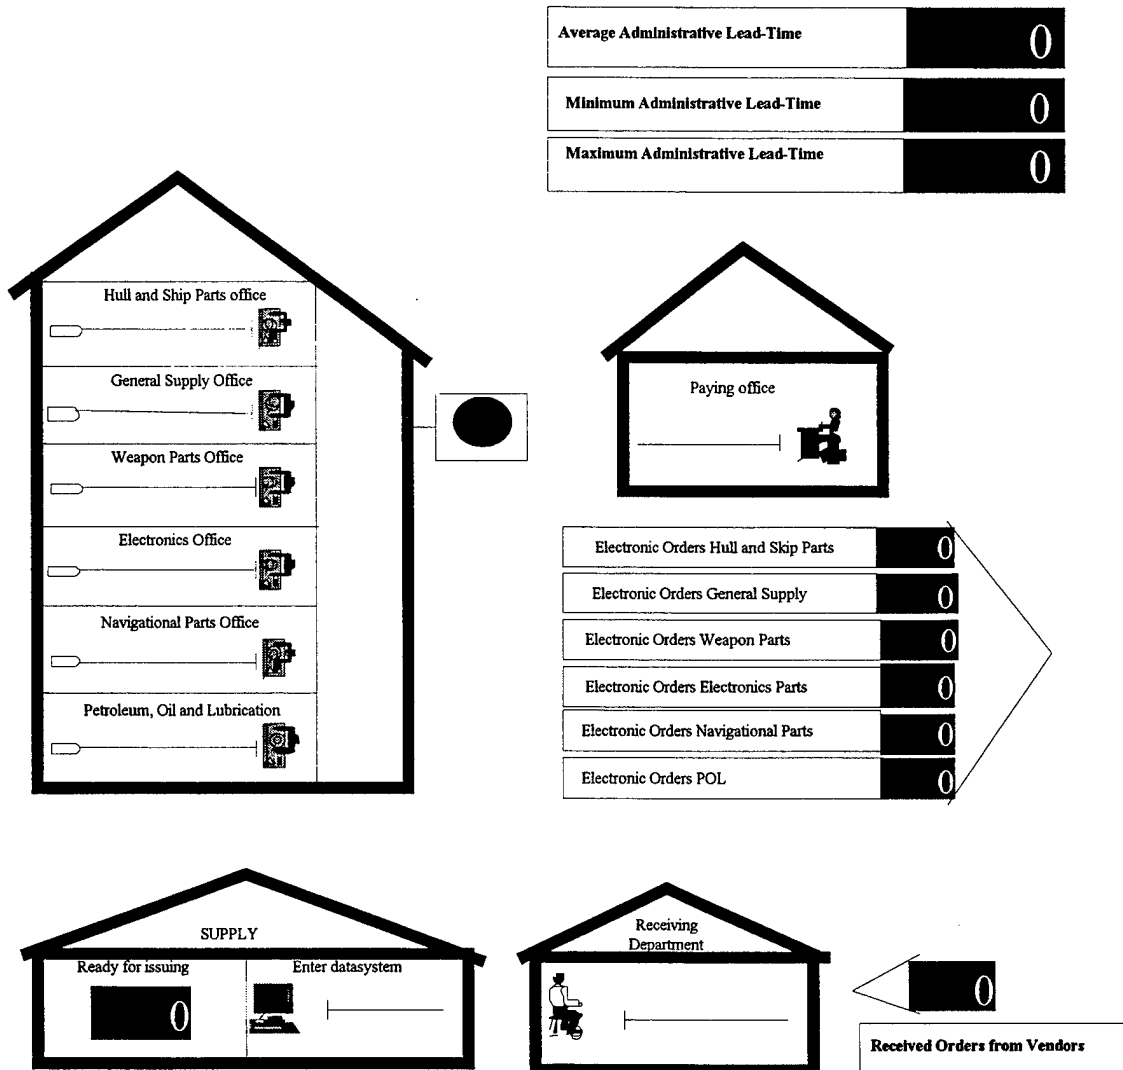 Average Administrative Lead-Time 0
Minimum Administrative Lead-Time 0
Maximum Administrative Lead-Time 0
Hull and Ship Parts office
General Supply Office
Weapon Parts Office
Electronics Office
Navigational Parts Office
Petroleum, Oil and Lubrication
Paying office
Electronic Orders Hull and Skip Parts 0
Electronic Orders General Supply 0
Electronic Orders Weapon Parts 0
Electronic Orders Electronics Parts 0
Electronic Orders Navigational Parts 0
Electronic Orders POL 0
SUPPLY
Ready for issuing
0
Enter datasystem
Receiving
Department
0
Received Orders from Vendors